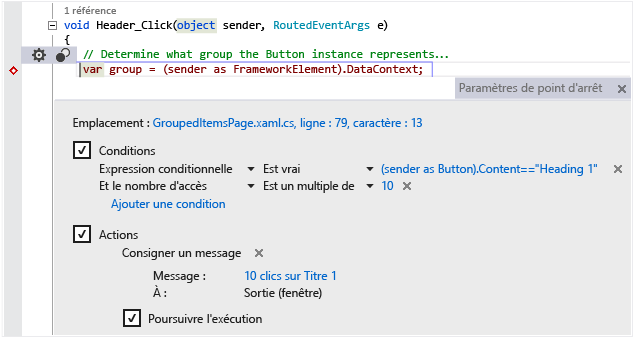 1 référence
void Header_Click(object sender, RoutedEventArgs e)
{
// Determine what group the Button instance represents...
var group = (sender as FrameworkElement).DataContext;
Paramètres de point d'arrêt
Emplacement : GroupedItemsPage.xaml.cs, ligne : 79, caractère : 13
Conditions
Expression conditionnelle Est vrai (sender as Button).Content=="Heading 1"
Et le nombre d'accès Est un multiple de 10
Ajouter une condition
Actions
Consigner un message
Message : 10 clics sur Titre 1
À : Sortie (fenêtre)
Poursuivre l'exécution